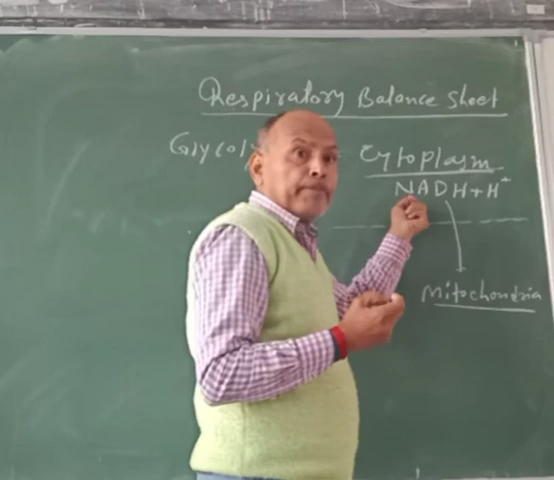 Respiratory Balance Sheet
Cytoplasm
NADH+H⁺
Mitochondria